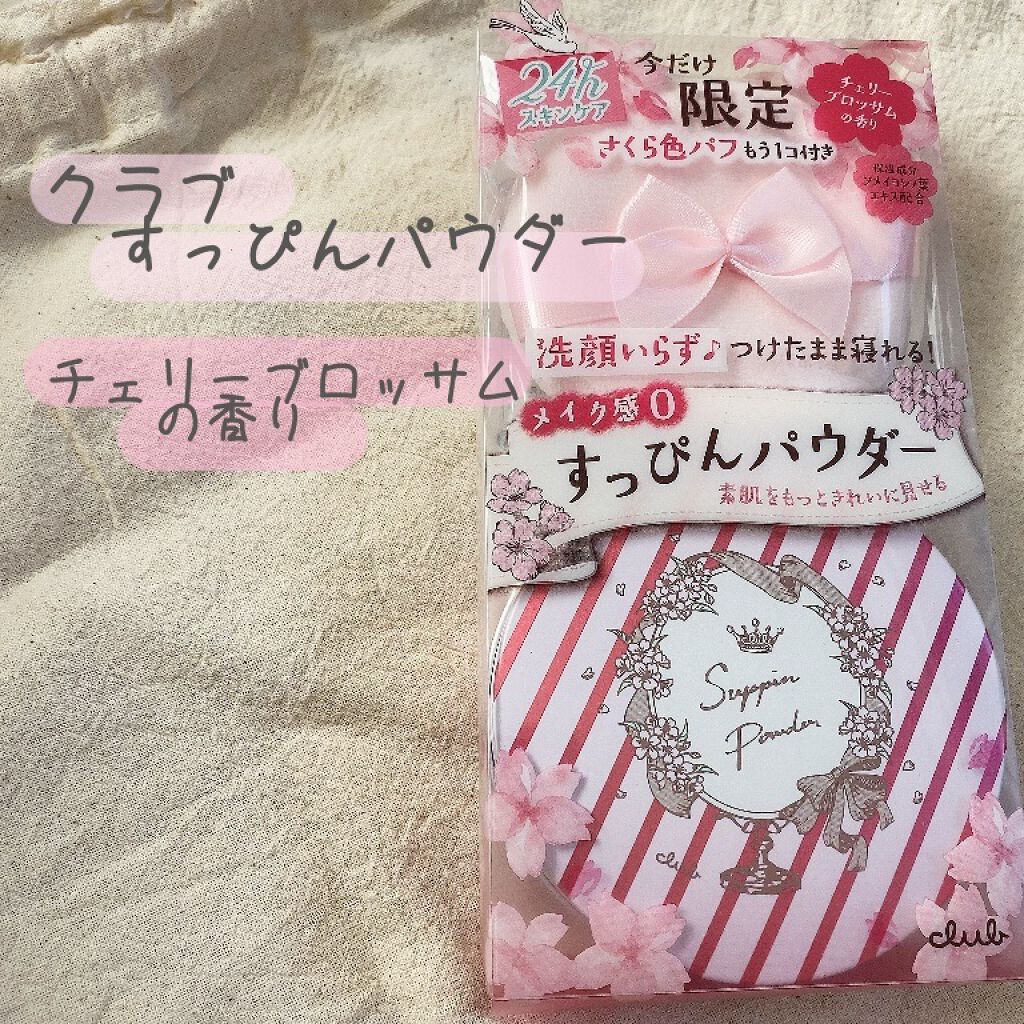 クラブ
すっぴんパウダー
チェリーブロッサム
の香り
24h
スキンケア
今だけ
限定
さくら色パフもう1コ付き
チェリー
ブロッサム
の香り
保湿成分
ソメイヨシノ葉
エキス配合
洗顔いらず♪つけたまま寝れる!
メイク感0
すっぴんパウダー
素肌をもっときれいに見せる
Suppin
Powder
club
club